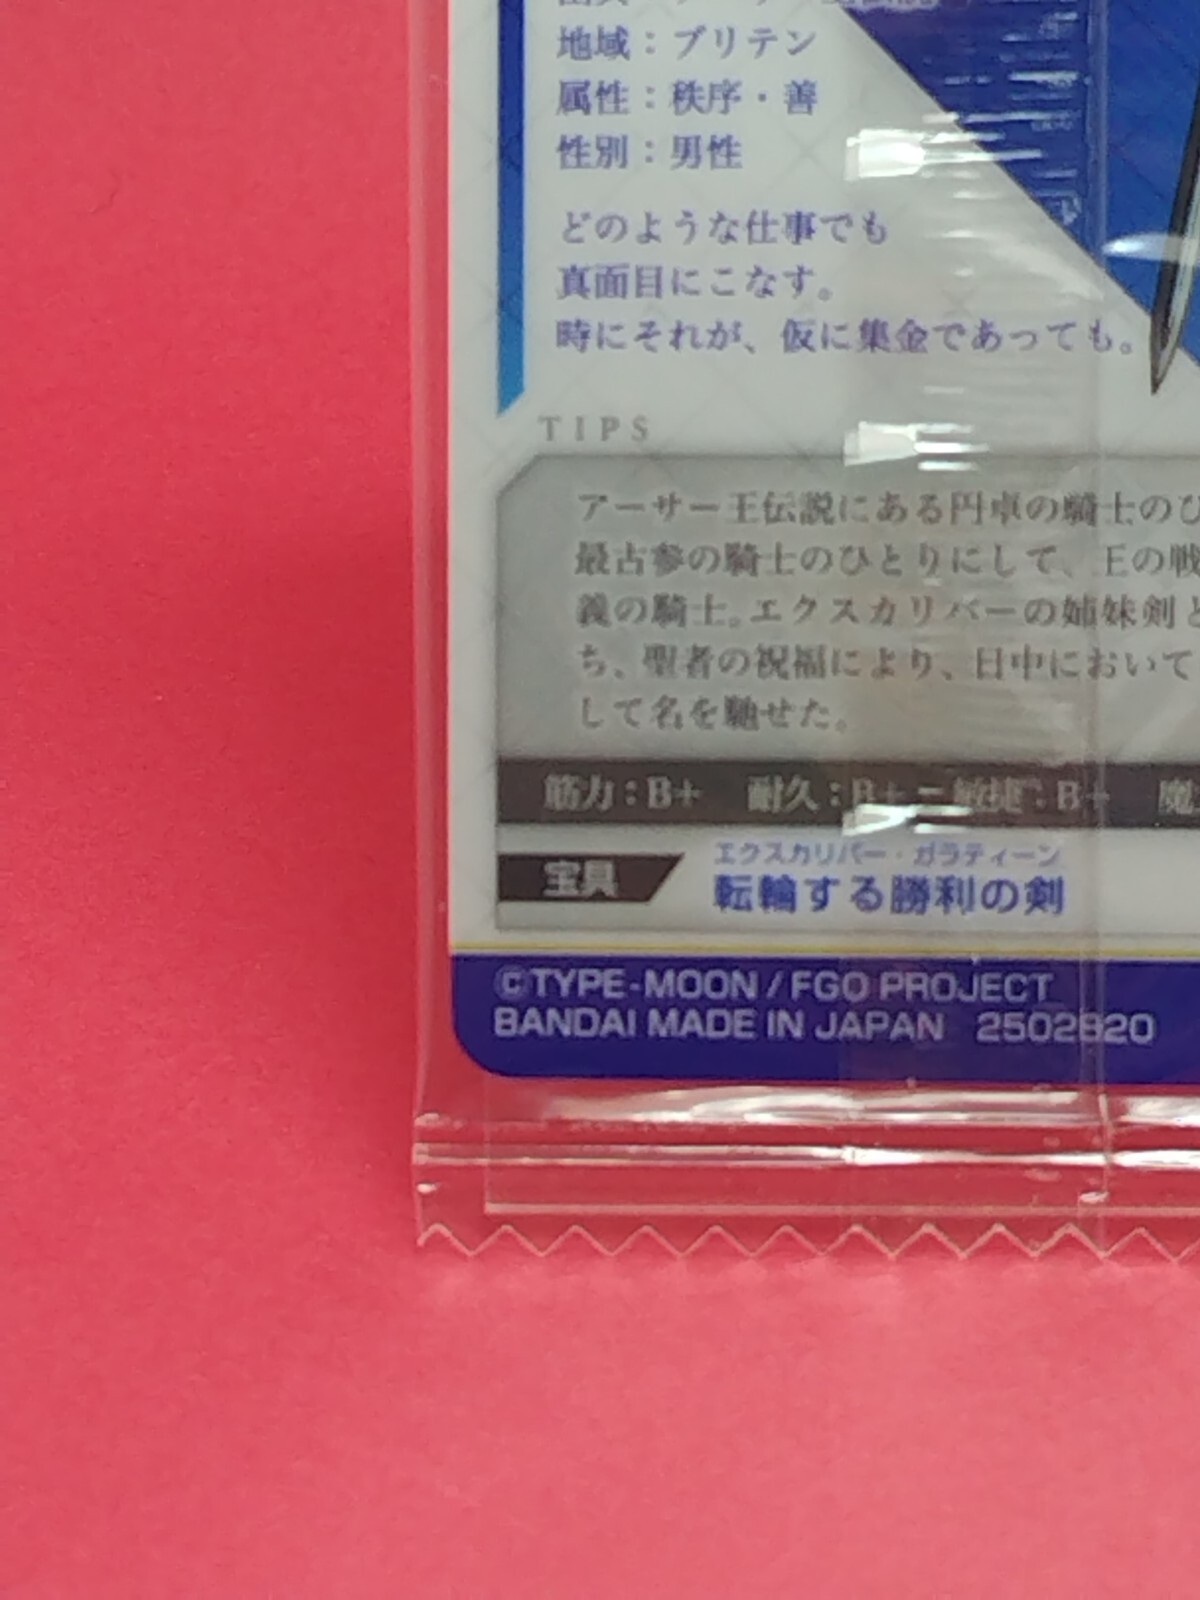 地域：ブリテン
属性：秩序・善
性別：男性
どのような仕事でも
真面目にこなす。
時にそれが、仮に集金であっても。
TIPS
アーサー王伝説にある円卓の騎士のひ
最古参の騎士のひとりにして、王の戦
義の騎士。エクスカリバーの姉妹剣と
ち、聖者の祝福により、日中において
して名を馳せた。
筋力：B+ 耐久：B+ 敏捷：B+ 魔
エクスカリバー・ガラティーン
宝具 転輪する勝利の剣
©TYPE-MOON / FGO PROJECT
BANDAI MADE IN JAPAN 2502820